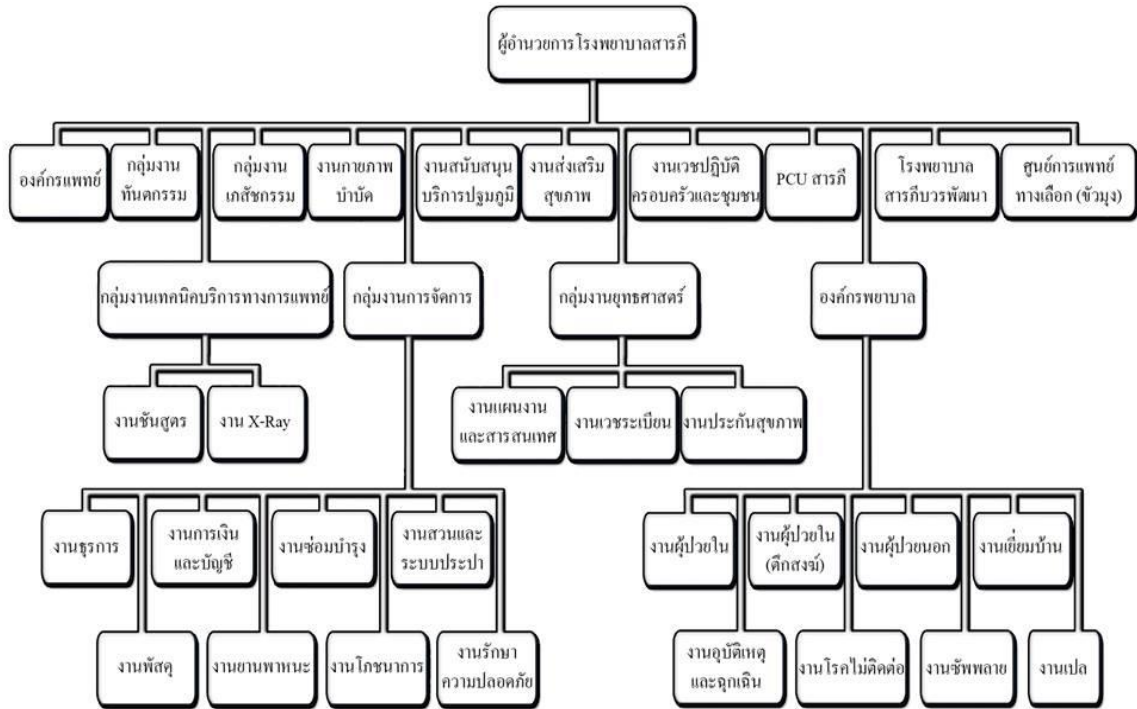 ผู้อำนวยการโรงพยาบาลสารภี
องค์กรแพทย์
กลุ่มงาน
ทันตกรรม
กลุ่มงาน
เภสัชกรรม
งานกายภาพ
บำบัด
งานสนับสนุน
บริการปฐมภูมิ
งานส่งเสริม
สุขภาพ
งานเวชปฏิบัติ
ครอบครัวและชุมชน
PCU สารภี
โรงพยาบาล
สารภีบวรพัฒนา
ศูนย์การแพทย์
ทางเลือก (ขัวมุง)
กลุ่มงานเทคนิคบริการทางการแพทย์
กลุ่มงานการจัดการ
กลุ่มงานยุทธศาสตร์
องค์กรพยาบาล
งานชันสูตร
งาน X-Ray
งานแผนงาน
และสารสนเทศ
งานเวชระเบียน
งานประกันสุขภาพ
งานธุรการ
งานการเงิน
และบัญชี
งานซ่อมบำรุง
งานสวนและ
ระบบประปา
งานผู้ป่วยใน
งานผู้ป่วยใน
(ตึกสงฆ์)
งานผู้ป่วยนอก
งานเยี่ยมบ้าน
งานพัสดุ
งานยานพาหนะ
งานโภชนาการ
งานรักษา
ความปลอดภัย
งานอุบัติเหตุ
และฉุกเฉิน
งานโรคไม่ติดต่อ
งานซัพพลาย
งานเปล